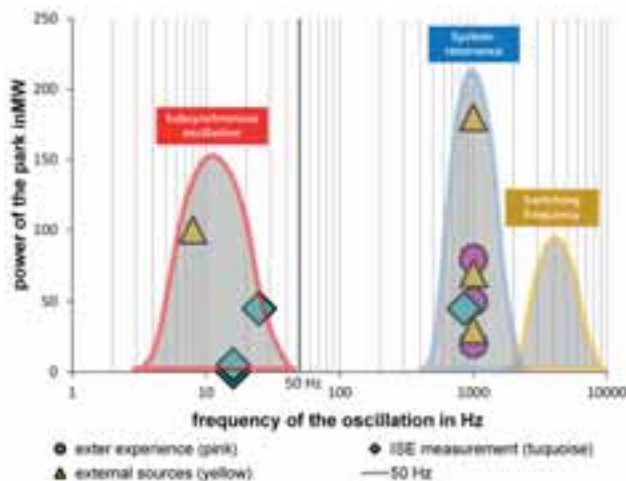 250
200
150
100
50
0
power of the park inMW
System
resonance
Subsynchronous
oscillation
Switching
frequency
1
10
50 Hz
100
1000
10000
frequency of the oscillation in Hz
exter experience (pink)
ISE measurement (tuquoise)
external sources (yellow)
50 Hz